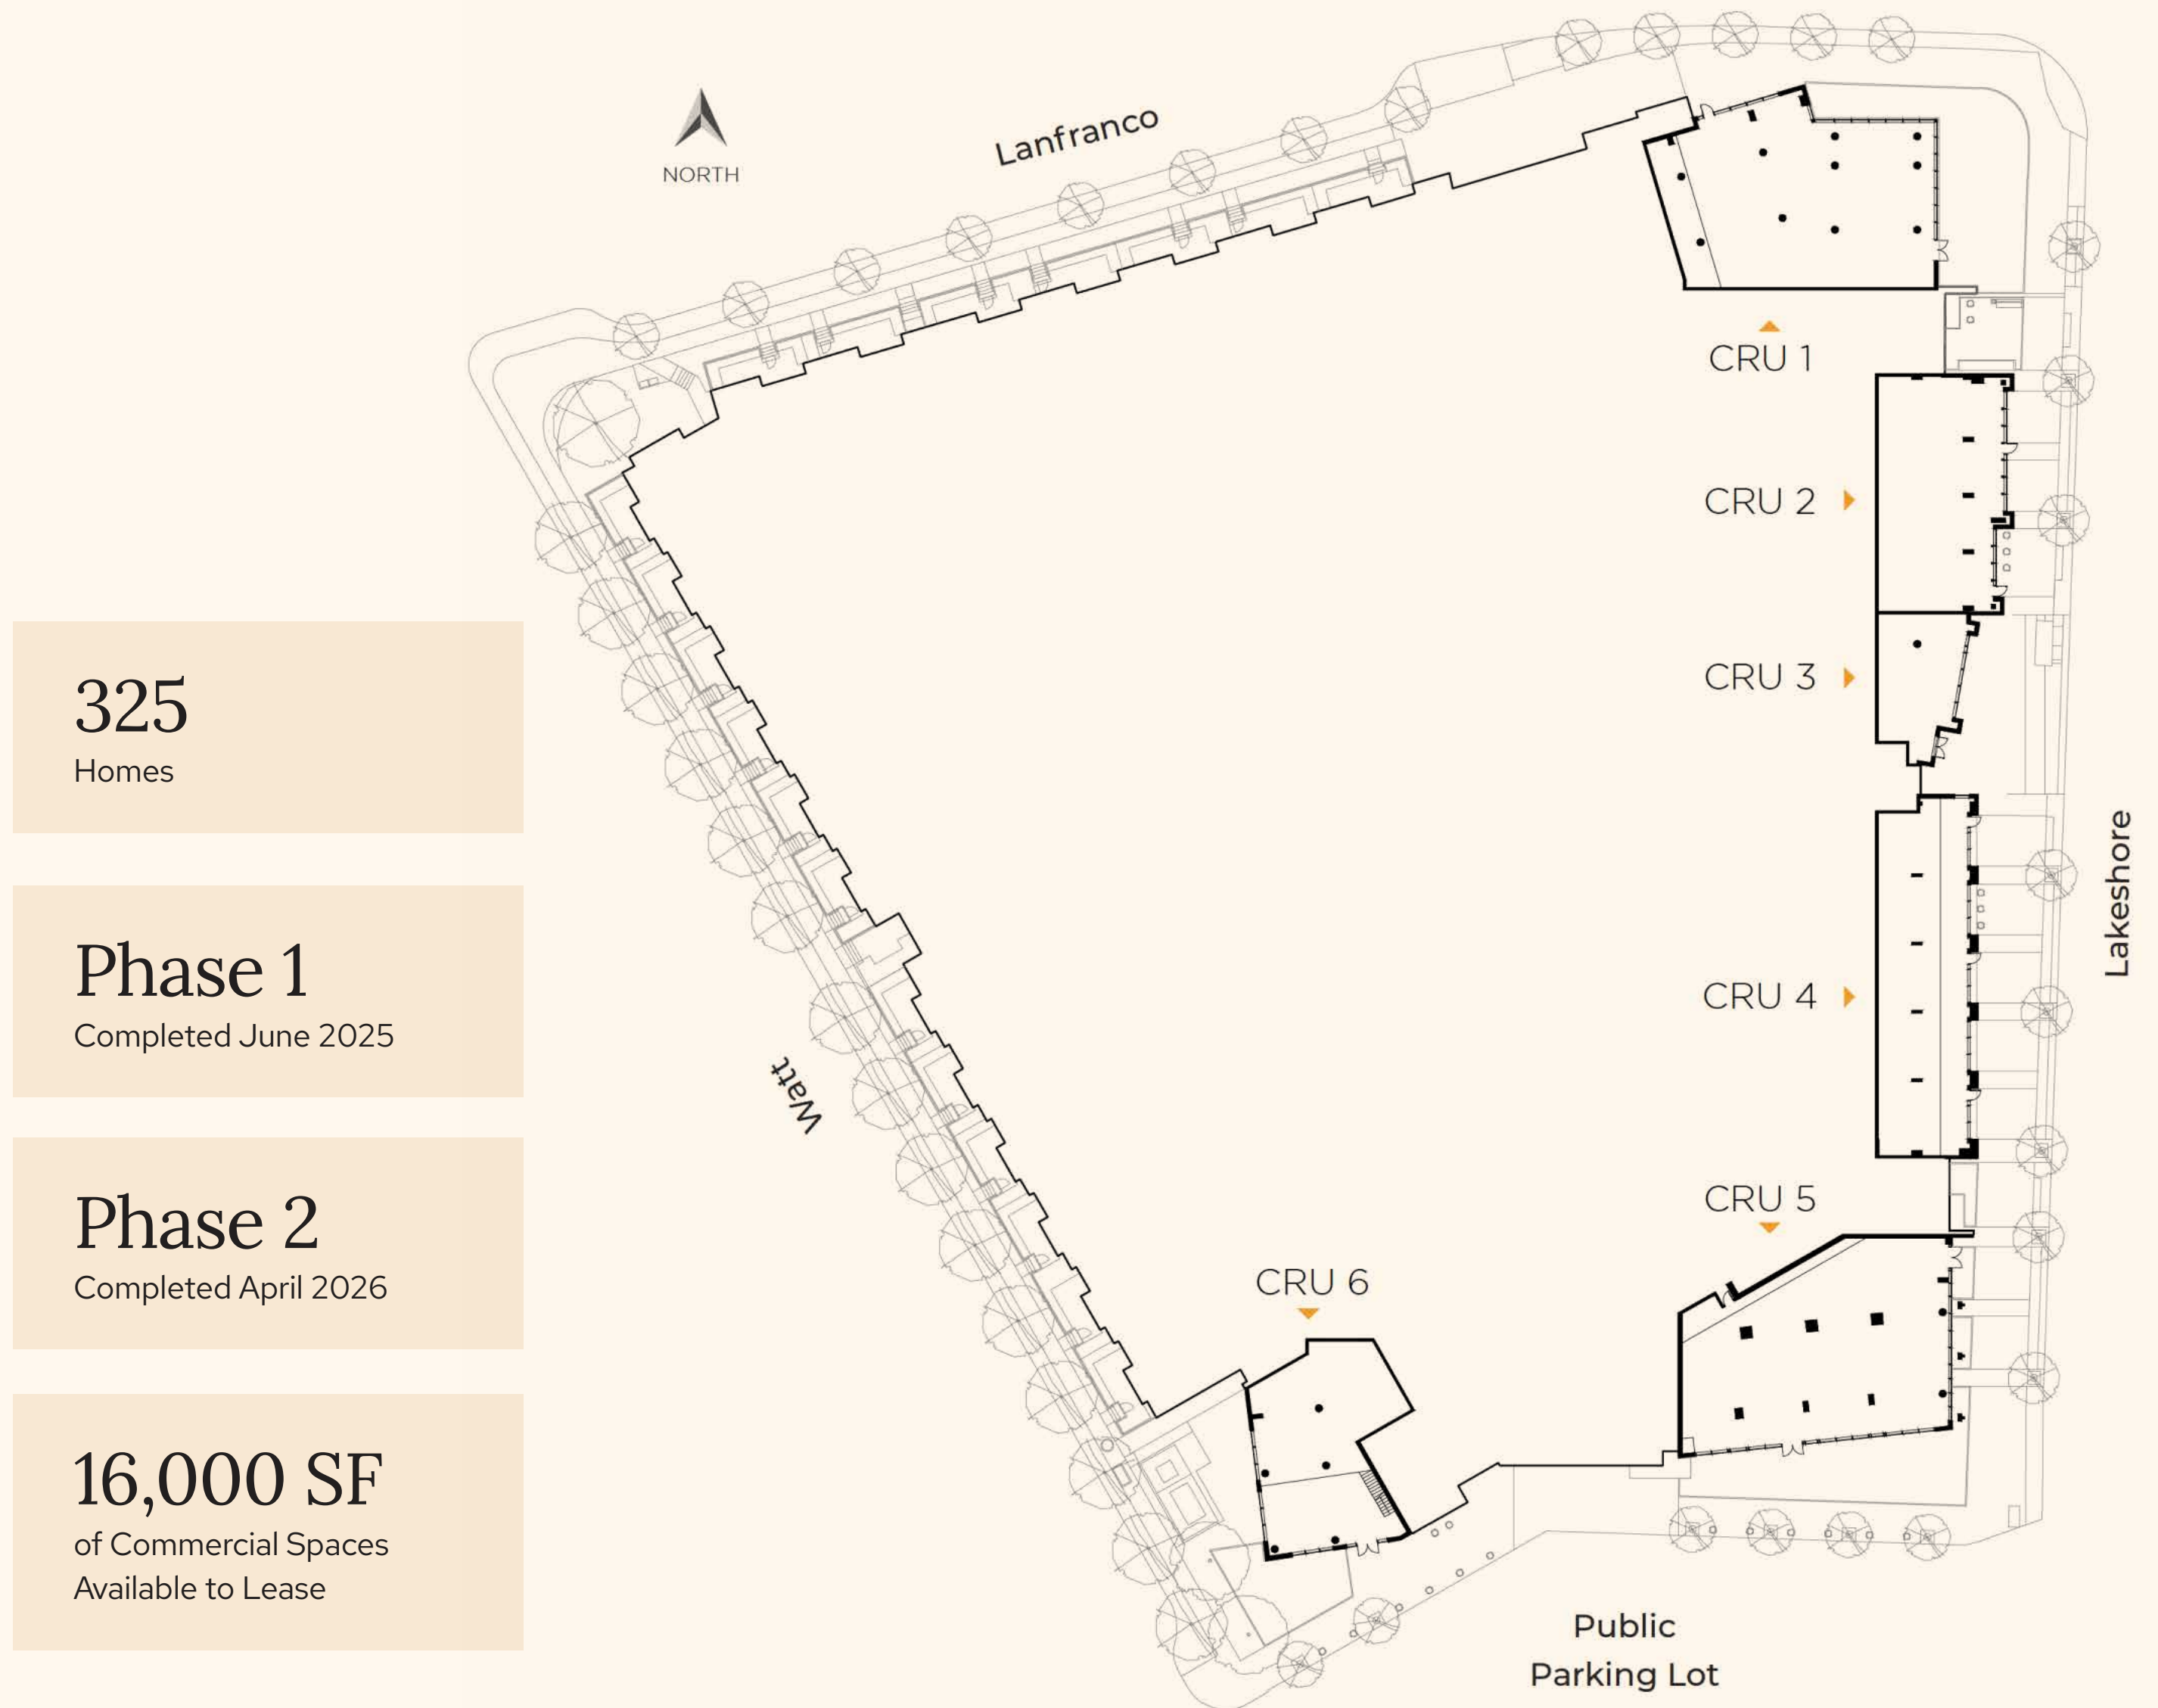 NORTH
Lanfranco
CRU 1
CRU 2
CRU 3
CRU 4
CRU 5
CRU 6
Lakeshore
Watt
Public
Parking Lot
325
Homes
Phase 1
Completed June 2025
Phase 2
Completed April 2026
16,000 SF
of Commercial Spaces
Available to Lease